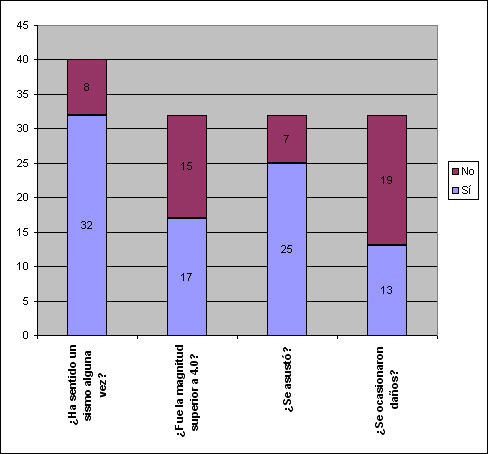 45
40
35
30
25
20
15
10
5
0
8
32
15
17
7
25
19
13
No
Sí
¿Ha sentido un
sismo alguna
vez?
¿Fue la magnitud
superior a 4.0?
¿Se asustó?
¿Se ocasionaron
daños?